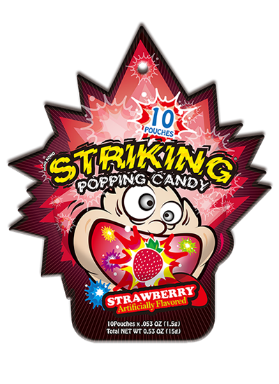 10
POUCHES
STRIKING
POPPING CANDY
STRAWBERRY
Artificially Flavored
10Pouches x .053 OZ (1.5g)
Total NET WT 0.53 OZ (15g)